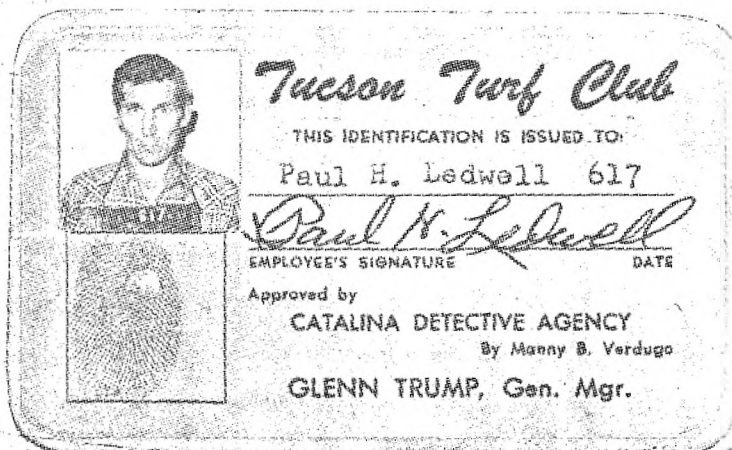 Tucson Turf Club
THIS IDENTIFICATION IS ISSUED TO:
Paul H. Ledwell 617
Paul H. Ledwell
EMPLOYEE'S SIGNATURE DATE
617
Approved by
CATALINA DETECTIVE AGENCY
By Manny B. Verdugo
GLENN TRUMP, Gen. Mgr.